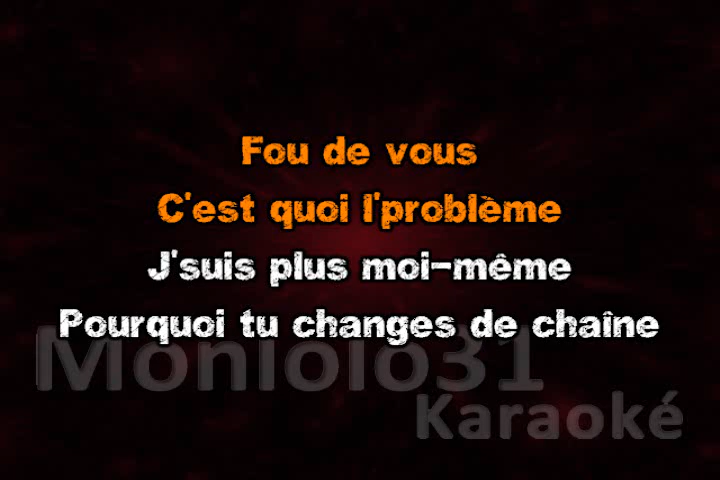 Fou de vous
C'est quoi l'problème
J'suis plus moi-même
Pourquoi tu changes de chaîne
Monlolo31
Karaoké